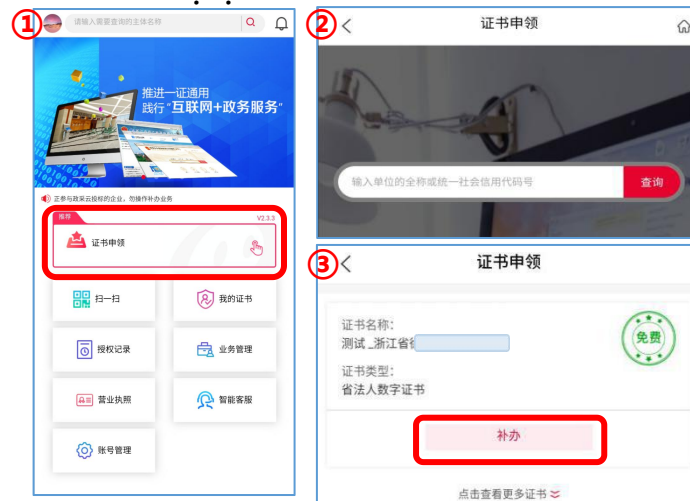 ①
请输入需要查询的主体名称
推进一证通用
践行“互联网+政务服务”
正参与政采云投标的企业，勿操作补办业务
推荐
V2.3.3
证书申领
扫一扫
我的证书
授权记录
业务管理
营业执照
智能客服
账号管理
②
证书申领
输入单位的全称或统一社会信用代码号
查询
③
证书申领
证书名称：
测试_浙江省
免费
证书类型：
省法人数字证书
补办
点击查看更多证书